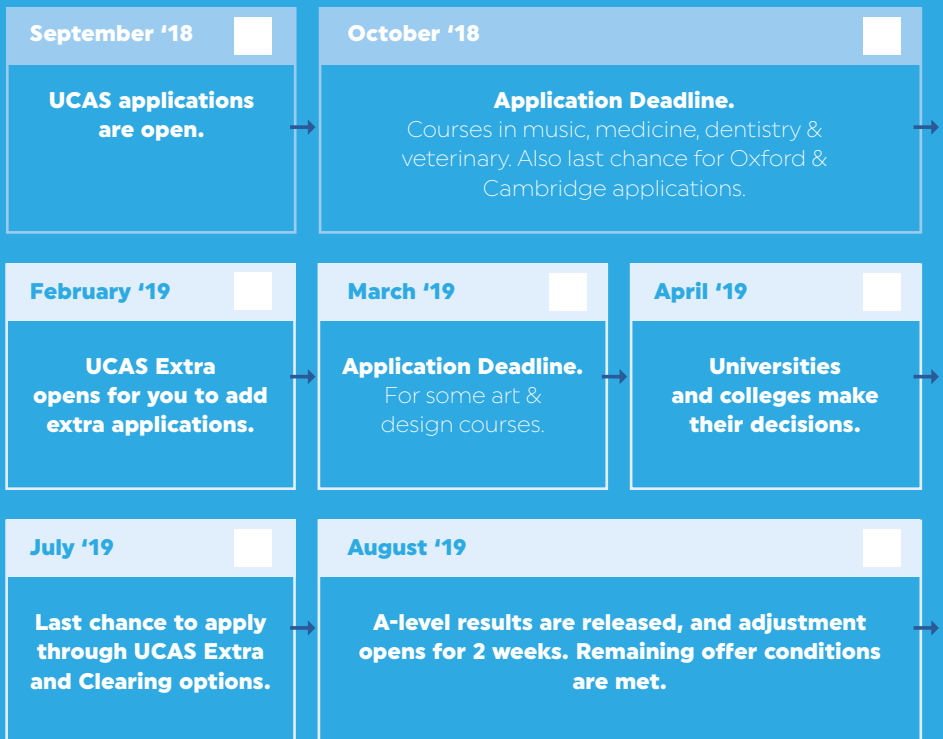 September ‘18
UCAS applications
are open.
October ‘18
Application Deadline.
Courses in music, medicine, dentistry &
veterinary. Also last chance for Oxford &
Cambridge applications.
February ‘19
UCAS Extra
opens for you to add
extra applications.
March ‘19
Application Deadline.
For some art &
design courses.
April ‘19
Universities
and colleges make
their decisions.
July ‘19
Last chance to apply
through UCAS Extra
and Clearing options.
August ‘19
A-level results are released, and adjustment
opens for 2 weeks. Remaining offer conditions
are met.